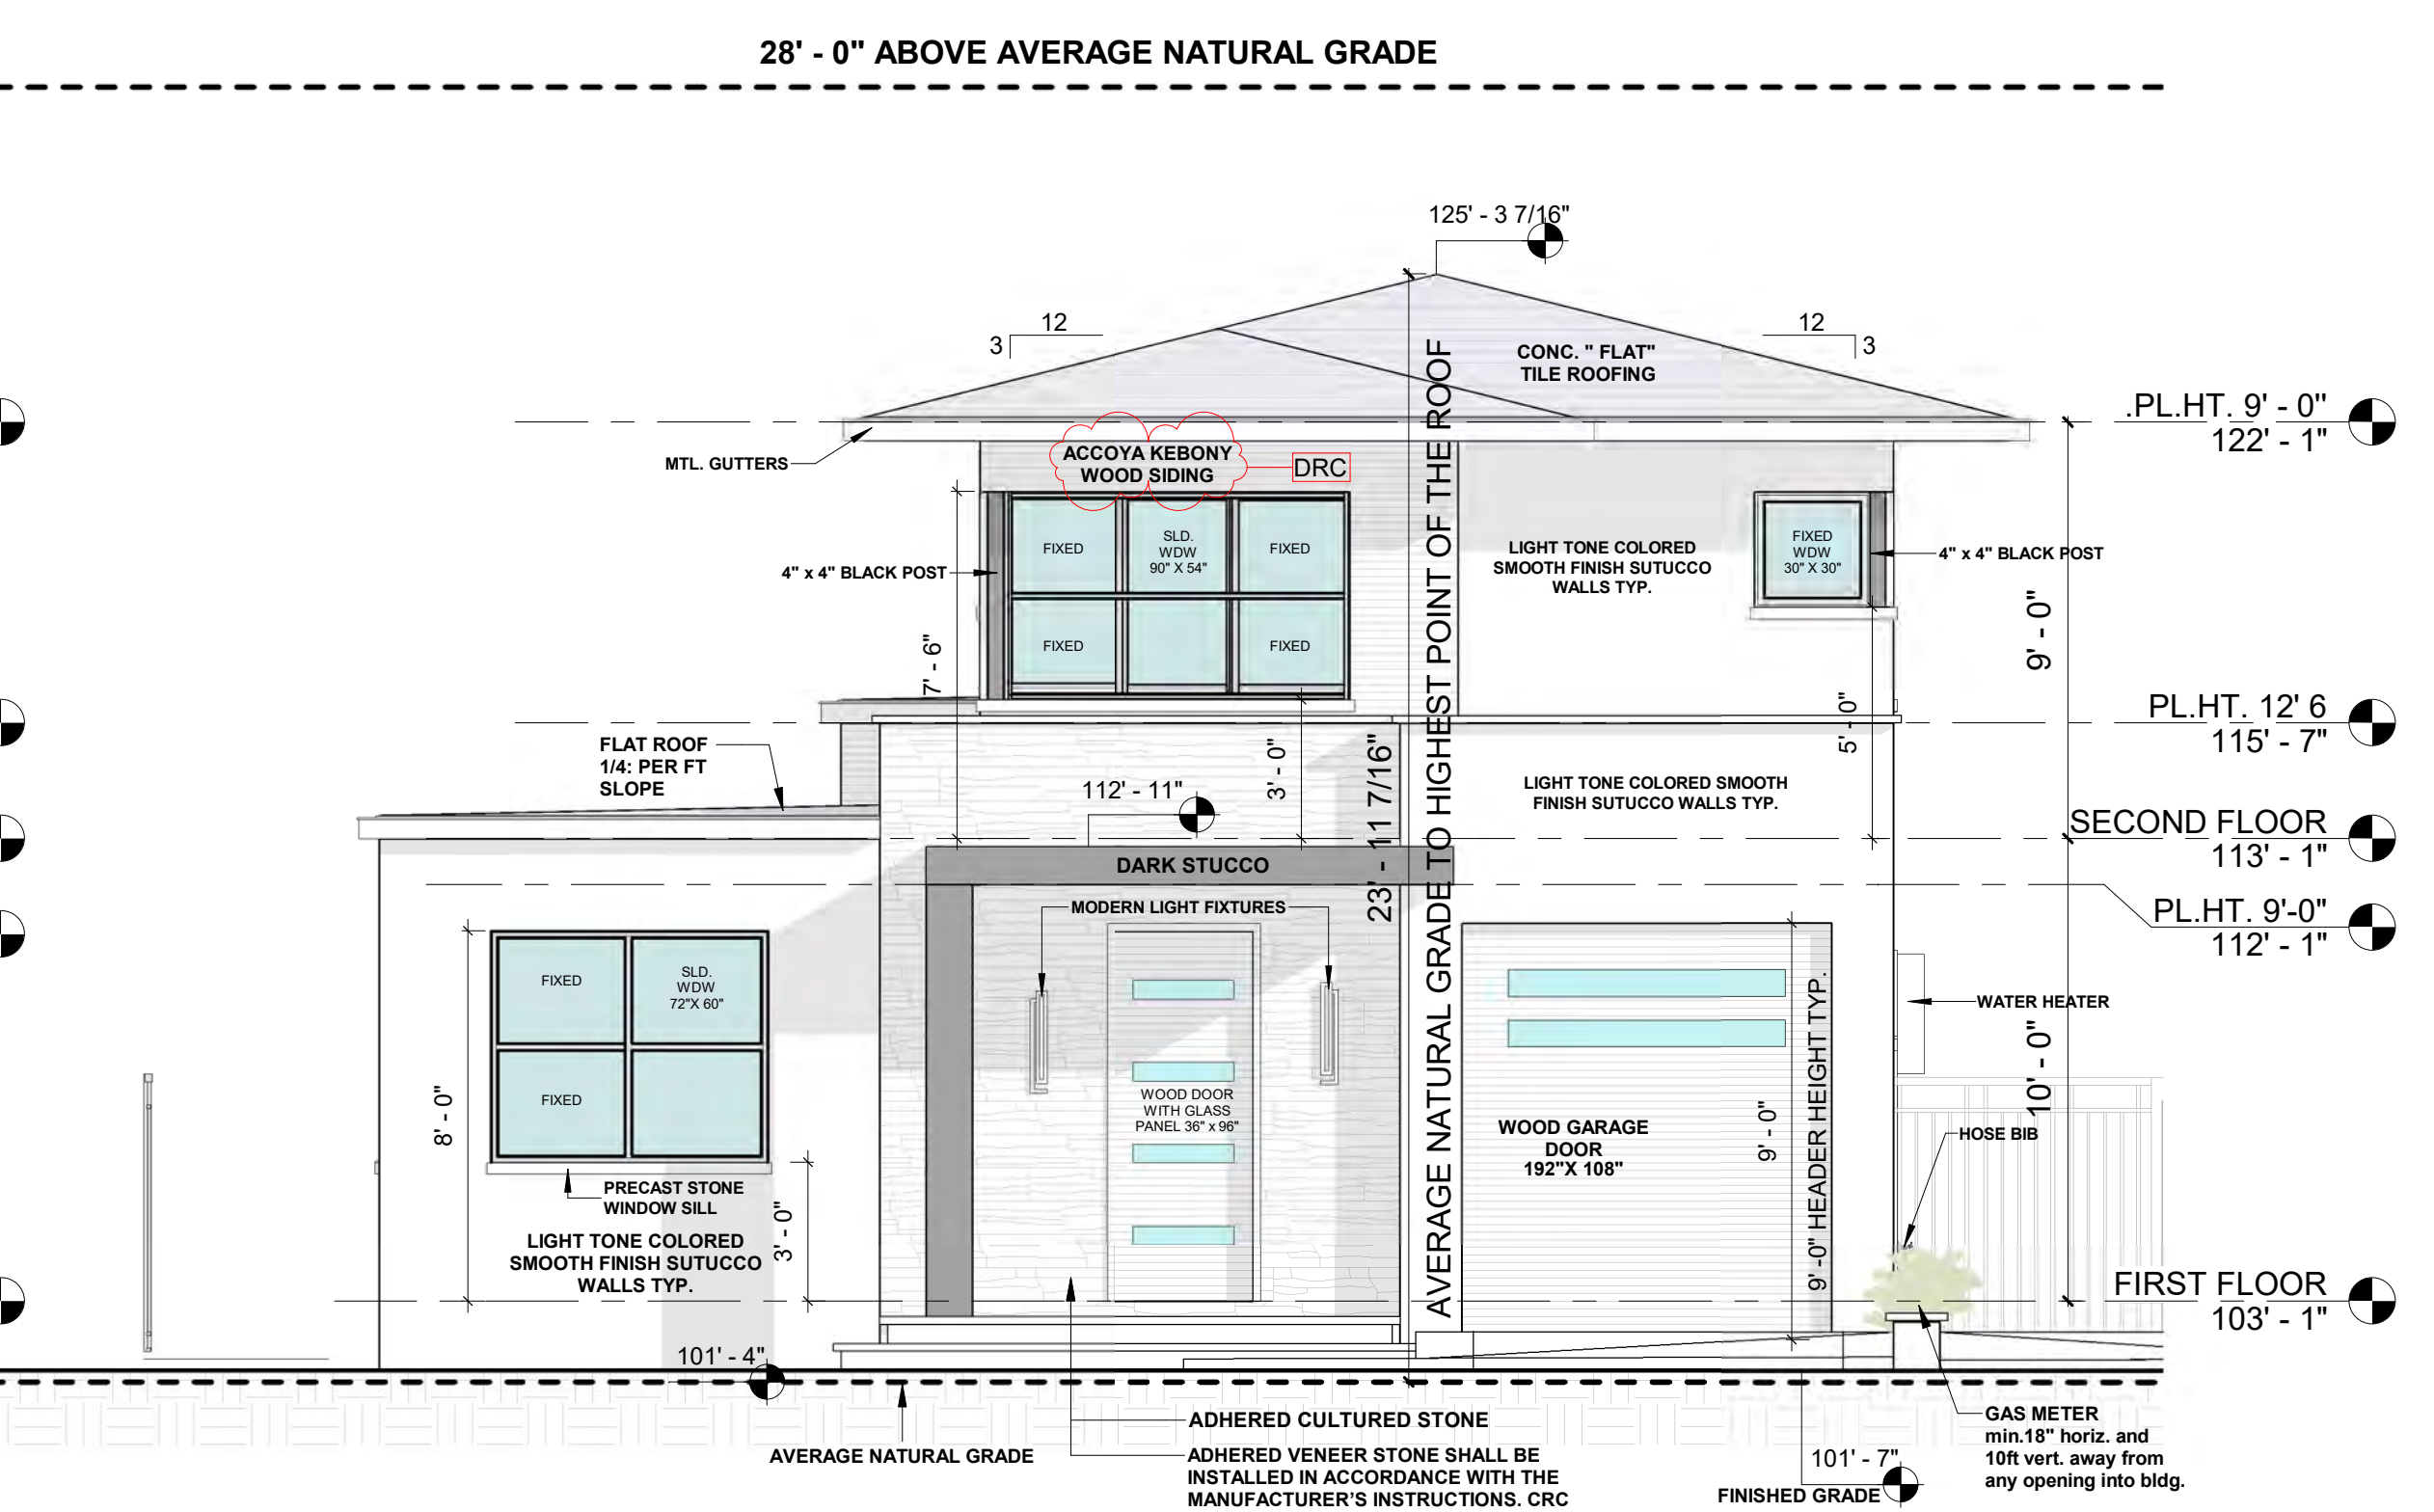 28' - 0" ABOVE AVERAGE NATURAL GRADE
125' - 3 7/16"
12
3
12
3
CONC. " FLAT"
TILE ROOFING
.PL.HT. 9' - 0"
122' - 1"
MTL. GUTTERS
ACCOYA KEBONY
WOOD SIDING
DRC
FIXED
SLD.
WDW
90" X 54"
FIXED
FIXED
FIXED
4" x 4" BLACK POST
LIGHT TONE COLORED
SMOOTH FINISH SUTUCCO
WALLS TYP.
FIXED
WDW
30" X 30"
4" x 4" BLACK POST
7' - 6"
9' - 0"
5' - 0"
3' - 0"
PL.HT. 12' 6
115' - 7"
FLAT ROOF
1/4: PER FT
SLOPE
112' - 11"
LIGHT TONE COLORED SMOOTH
FINISH SUTUCCO WALLS TYP.
SECOND FLOOR
113' - 1"
DARK STUCCO
23' - 11 7/16"
AVERAGE NATURAL GRADE TO HIGHEST POINT OF THE ROOF
PL.HT. 9'-0"
112' - 1"
MODERN LIGHT FIXTURES
FIXED
SLD.
WDW
72"X 60"
FIXED
8' - 0"
WATER HEATER
10' - 0"
WOOD DOOR
WITH GLASS
PANEL 36" x 96"
WOOD GARAGE
DOOR
192"X 108"
9' - 0"
9' -0" HEADER HEIGHT TYP.
HOSE BIB
PRECAST STONE
WINDOW SILL
3' - 0"
LIGHT TONE COLORED
SMOOTH FINISH SUTUCCO
WALLS TYP.
FIRST FLOOR
103' - 1"
101' - 4"
AVERAGE NATURAL GRADE
ADHERED CULTURED STONE
ADHERED VENEER STONE SHALL BE
INSTALLED IN ACCORDANCE WITH THE
MANUFACTURER'S INSTRUCTIONS. CRC
101' - 7"
FINISHED GRADE
GAS METER
min.18" horiz. and
10ft vert. away from
any opening into bldg.